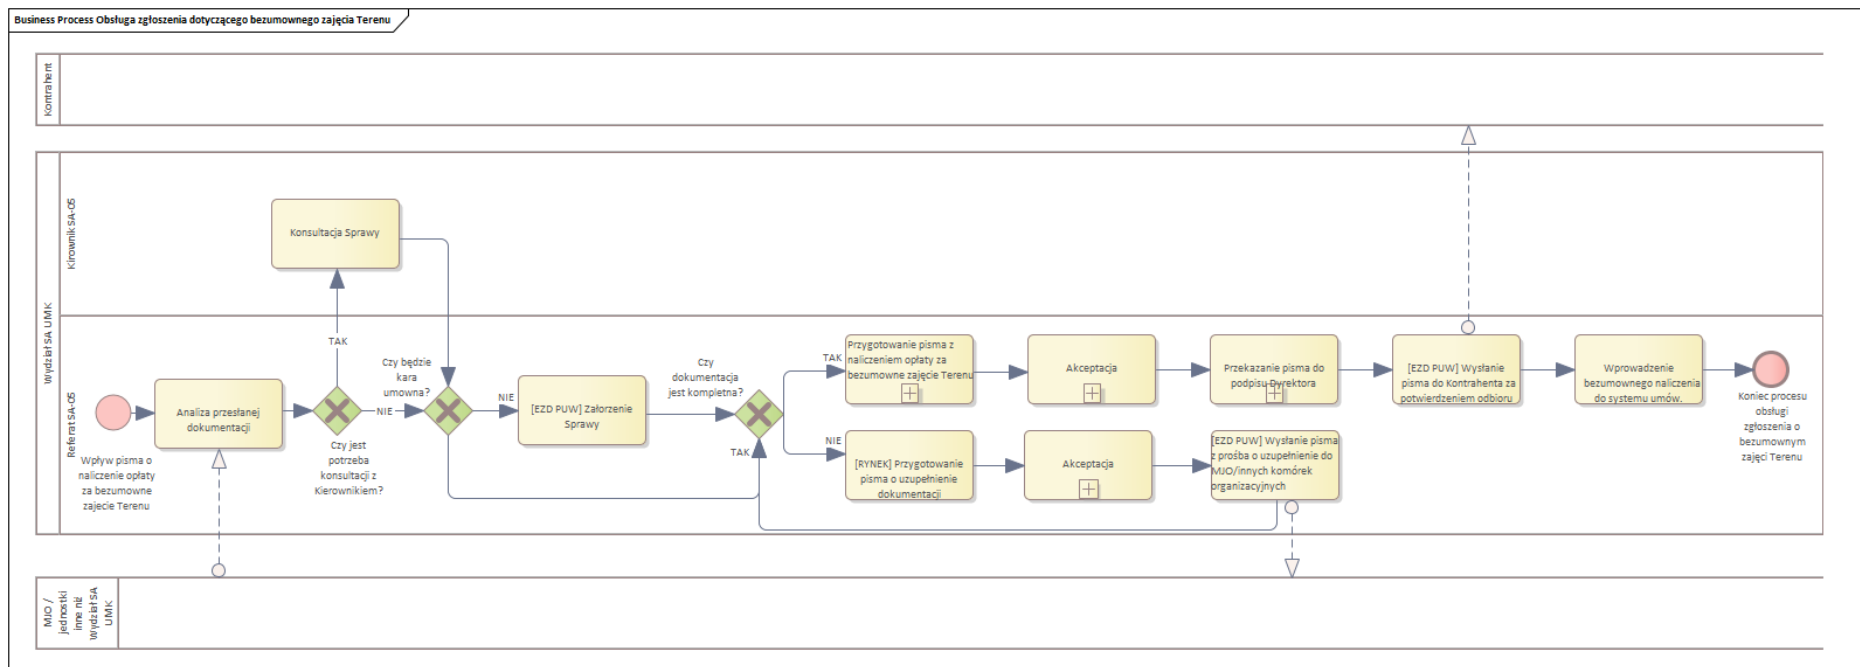 Business Process Obsługa zgłoszenia dotyczącego bezumownego zajęcia Terenu
Kontrahent
Wydział SA UMK
Kirownik SA-05
Konsultacja Sprawy
TAK
Referat SA-05
Wpływ pisma o
naliczenie opłaty
za bezumowne
zajecie Terenu
Analiza przesłanej
dokumentacji
Czy jest
potrzeba
konsultacji z
Kierownikiem?
NIE
Czy będzie
kara
umowna?
NIE
TAK
[EZD PUW] Założenie
Sprawy
Czy
dokumentacja
jest kompletna?
TAK
Przygotowanie pisma z
naliczeniem opłaty za
bezumowne zajęcie Terenu
Akceptacja
Przekazanie pisma do
podpisu Dyrektora
[EZD PUW] Wysłanie
pisma do Kontrahenta za
potwierdzeniem odbioru
Wprowadzenie
bezumownego naliczenia
do systemu umów.
Koniec procesu
obsługi
zgłoszenia o
bezumownym
zajęci Terenu
NIE
[RYNEK] Przygotowanie
pisma o uzupełnienie
dokumentacji
Akceptacja
[EZD PUW] Wysłanie pisma
z prośba o uzupełnienie do
MJO/innych komórek
organizacyjnych
MJO /
jednostki
inne niż
Wydział SA
UMK